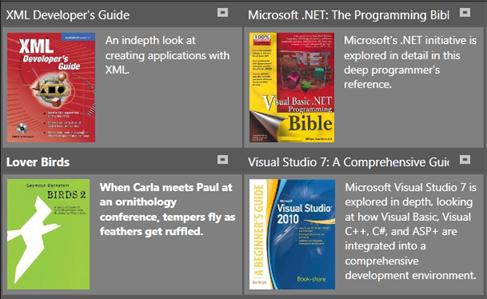 XML Developer's Guide
XML
Developer's
Guide
An indepth look at
creating applications with
XML.
Microsoft .NET: The Programming Bibl
100%
Visual Basic .NET
Programming
Bible
Microsoft's .NET initiative is
explored in detail in this
deep programmer's
reference.
Lover Birds
Seymour Bernstein
BIRDS 2
When Carla meets Paul at
an ornithology
conference, tempers fly as
feathers get ruffled.
Visual Studio 7: A Comprehensive Guid
A BEGINNER'S GUIDE
Microsoft
Visual Studio
2010
Microsoft Visual Studio 7 is
explored in depth, looking
at how Visual Basic, Visual
C++, C#, and ASP+ are
integrated into a
comprehensive
development environment.